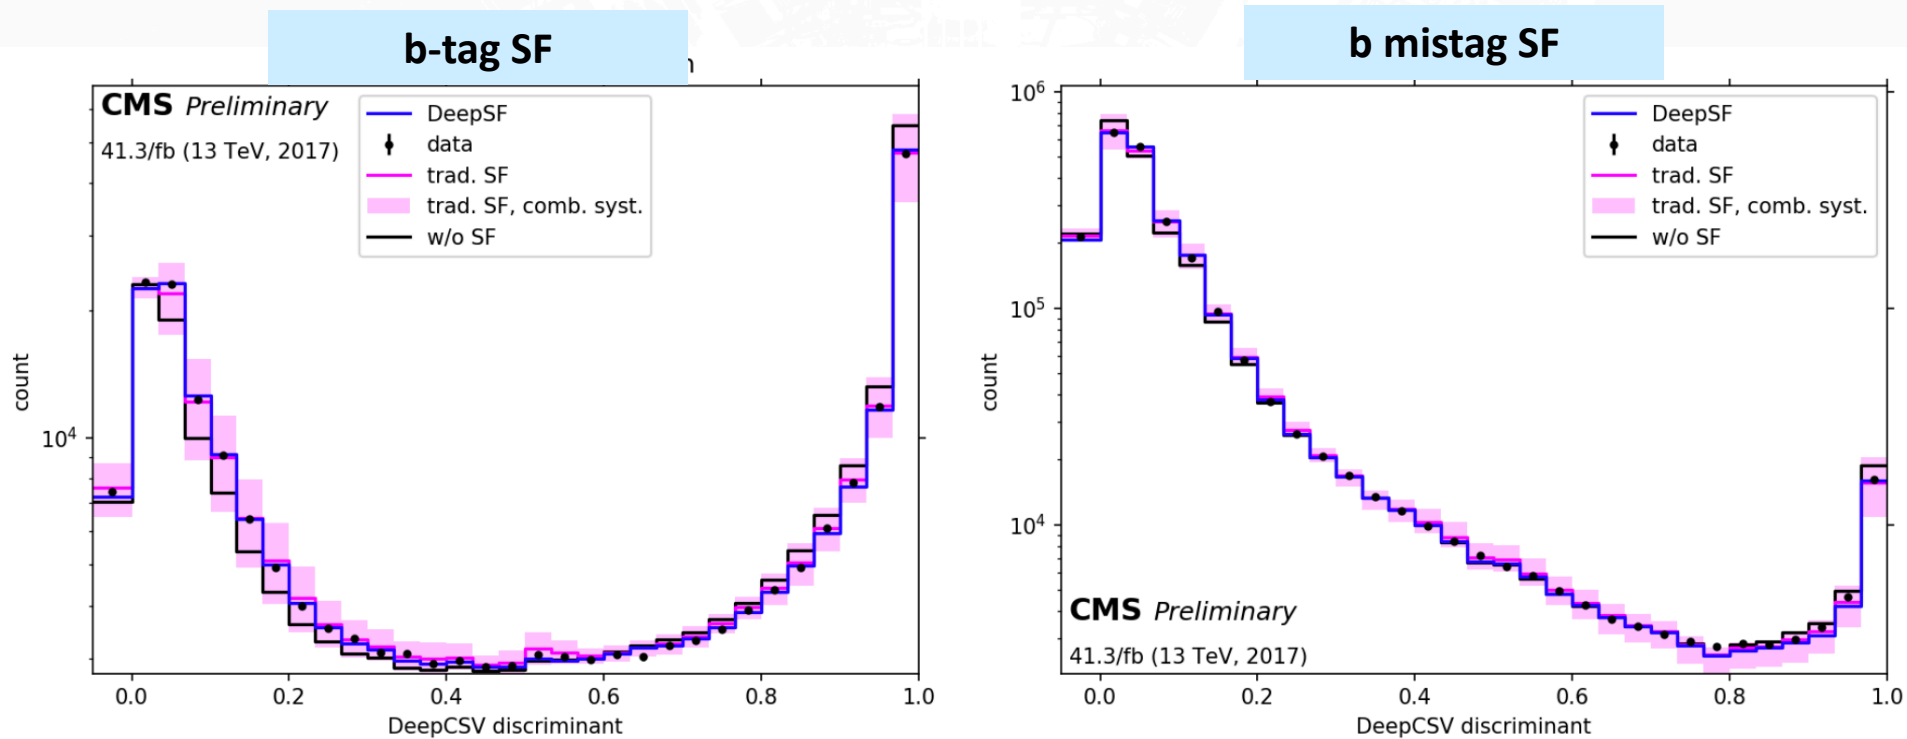 b-tag SF
n
CMS Preliminary
41.3/fb (13 TeV, 2017)
DeepSF
data
trad. SF
trad. SF, comb. syst.
w/o SF
count
10^4
0.0 0.2 0.4 0.6 0.8 1.0
DeepCSV discriminant
b mistag SF
DeepSF
data
trad. SF
trad. SF, comb. syst.
w/o SF
10^6
10^5
10^4
count
CMS Preliminary
41.3/fb (13 TeV, 2017)
0.0 0.2 0.4 0.6 0.8 1.0
DeepCSV discriminant